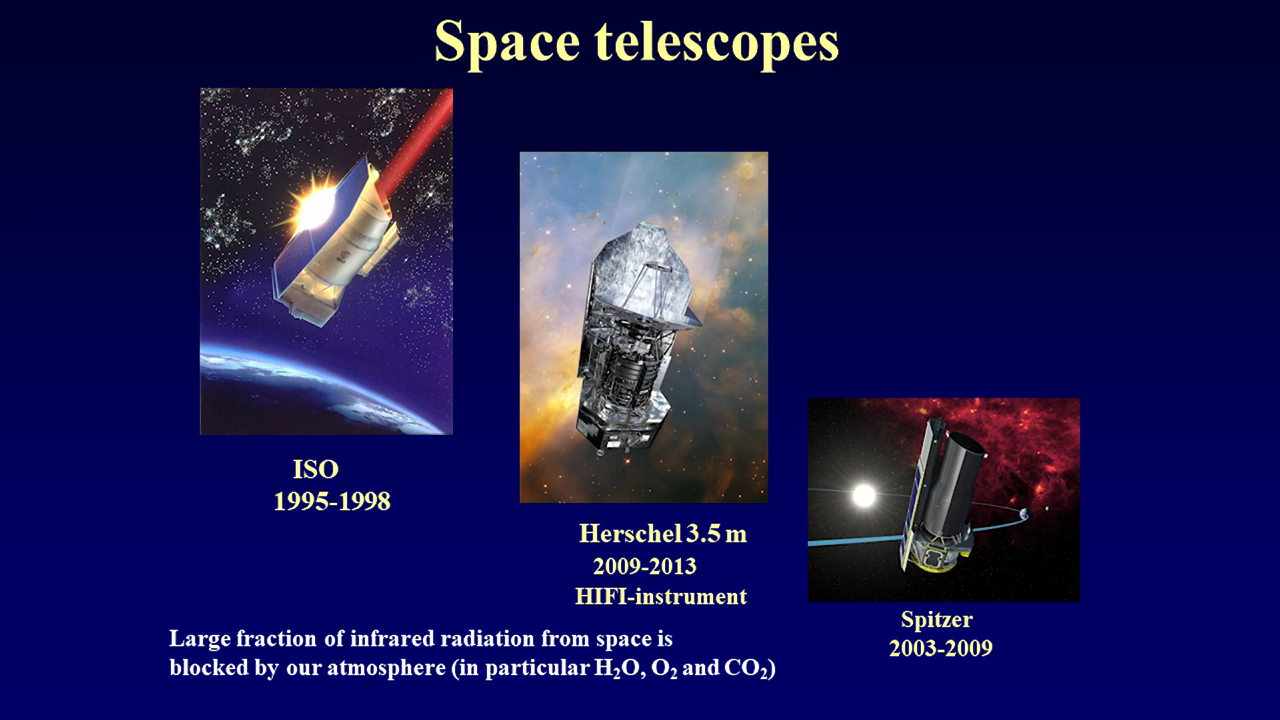 Space telescopes
ISO
1995-1998
Herschel 3.5 m
2009-2013
HIFI-instrument
Spitzer
2003-2009
Large fraction of infrared radiation from space is
blocked by our atmosphere (in particular H₂O, O₂ and CO₂)